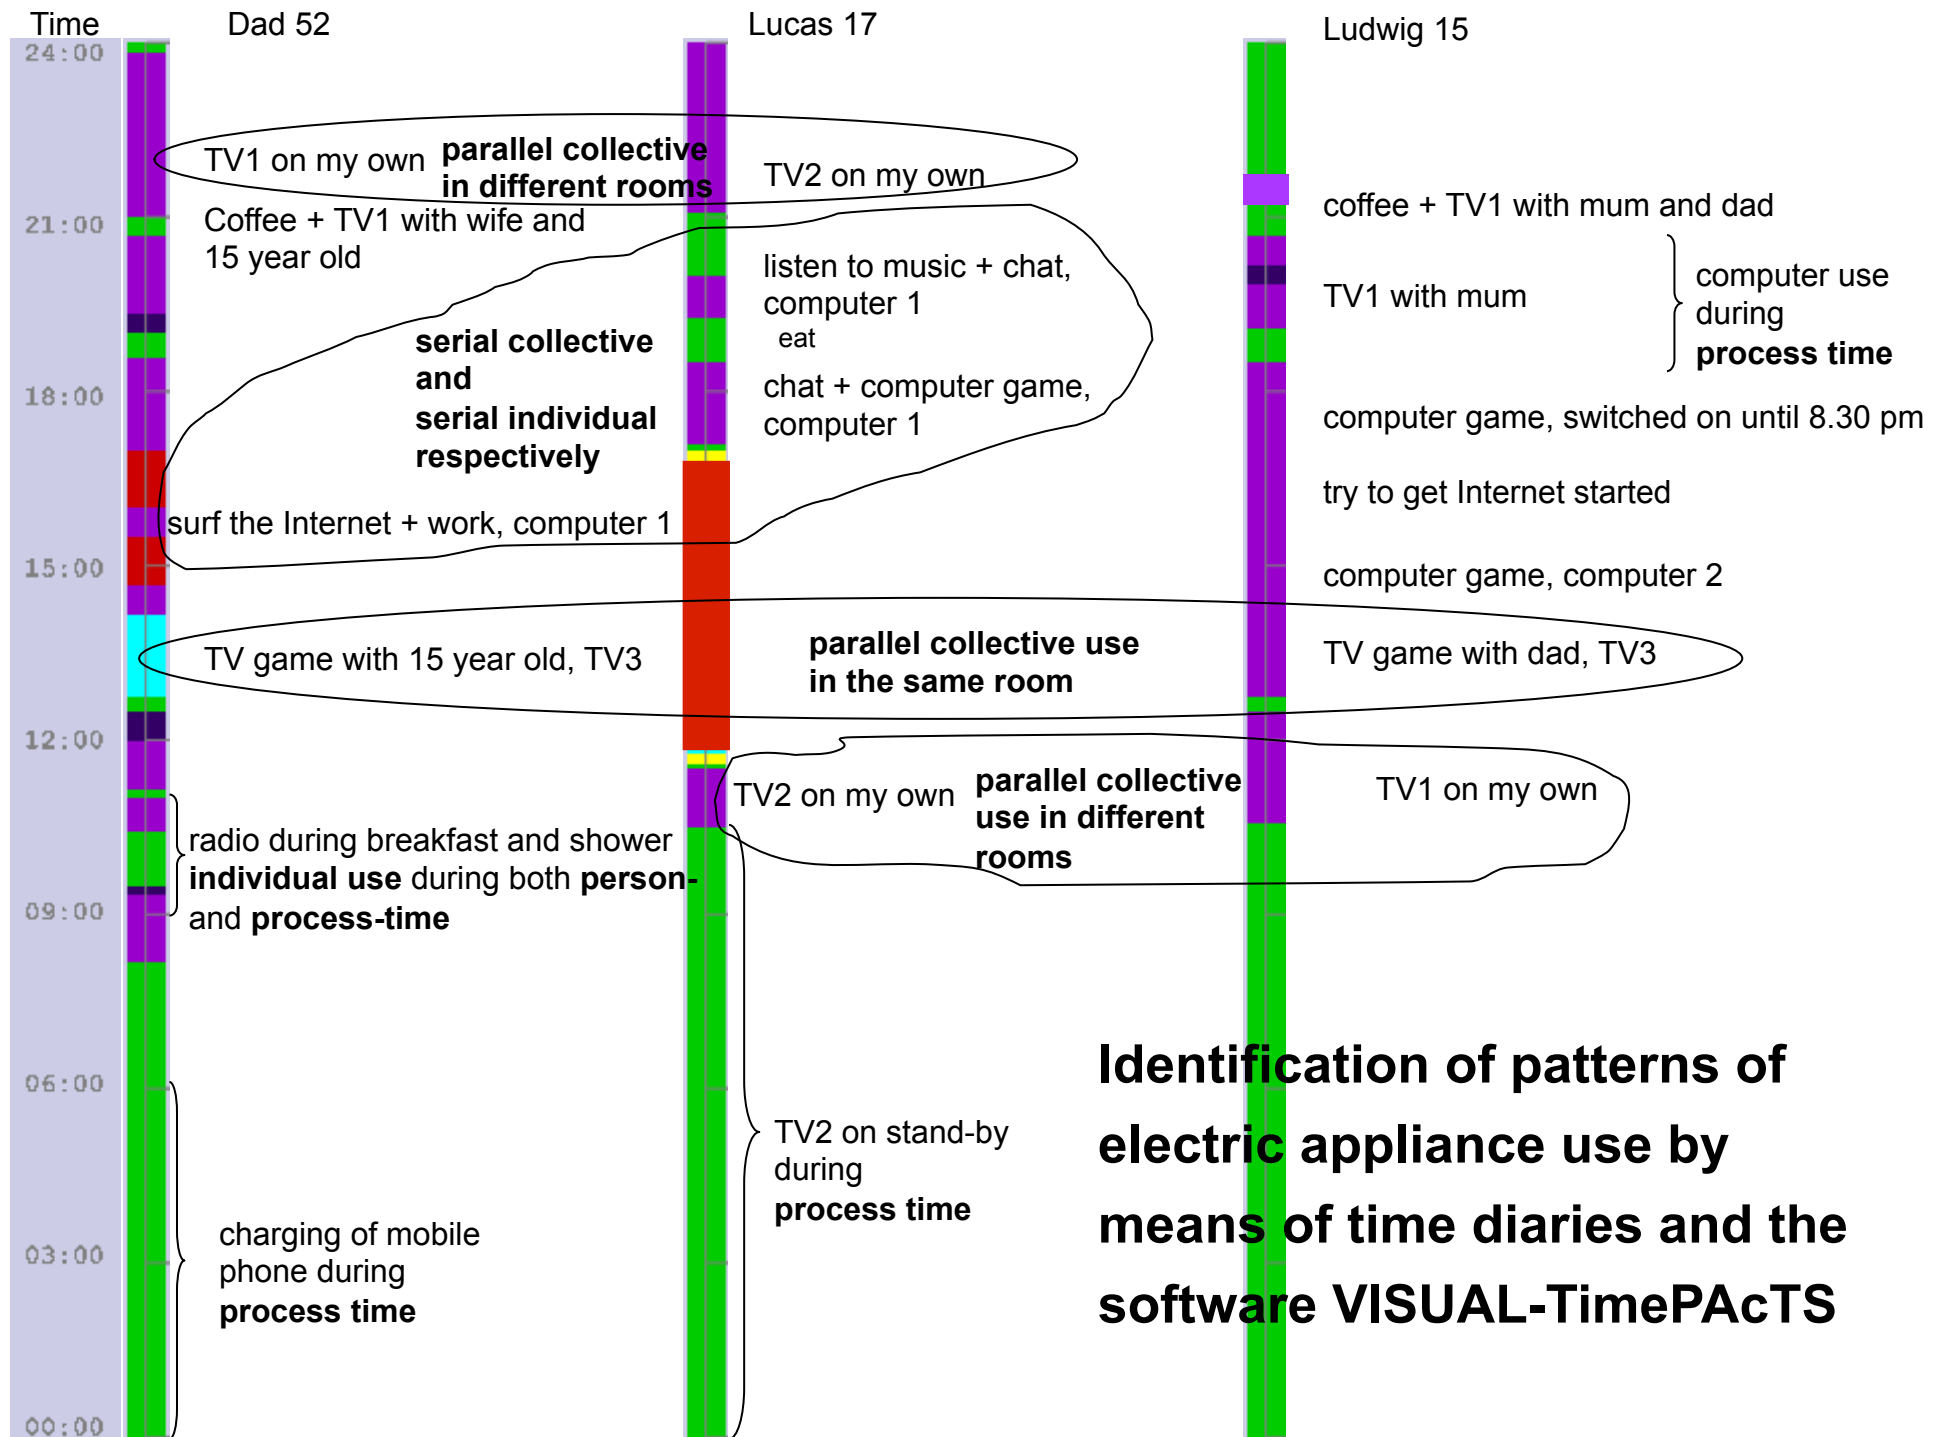 Time
Dad 52
Lucas 17
Ludwig 15
24:00
21:00
18:00
15:00
12:00
09:00
06:00
03:00
00:00
TV1 on my own
parallel collective
in different rooms
TV2 on my own
Coffee + TV1 with wife and
15 year old
listen to music + chat,
computer 1
eat
chat + computer game,
computer 1
serial collective
and
serial individual
respectively
surf the Internet + work, computer 1
coffee + TV1 with mum and dad
TV1 with mum
computer use
during
process time
computer game, switched on until 8.30 pm
try to get Internet started
computer game, computer 2
TV game with 15 year old, TV3
parallel collective use
in the same room
TV game with dad, TV3
TV2 on my own
parallel collective
use in different
rooms
TV1 on my own
radio during breakfast and shower
individual use during both person-
and process-time
TV2 on stand-by
during
process time
charging of mobile
phone during
process time
Identification of patterns of
electric appliance use by
means of time diaries and the
software VISUAL-TimePAcTS